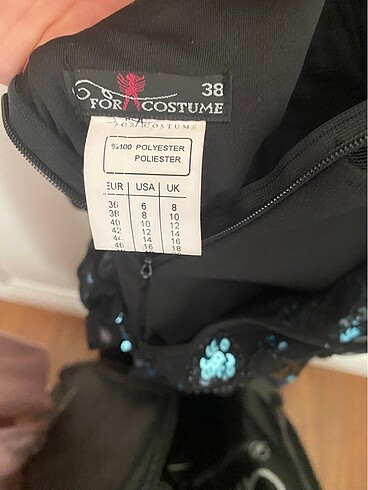 38
FOR COSTUME
FOR COSTUME
%100 POLYESTER
POLIESTER
EUR USA UK
36 6 8
38 8 10
40 10 12
42 12 14
44 14 16
46 16 18